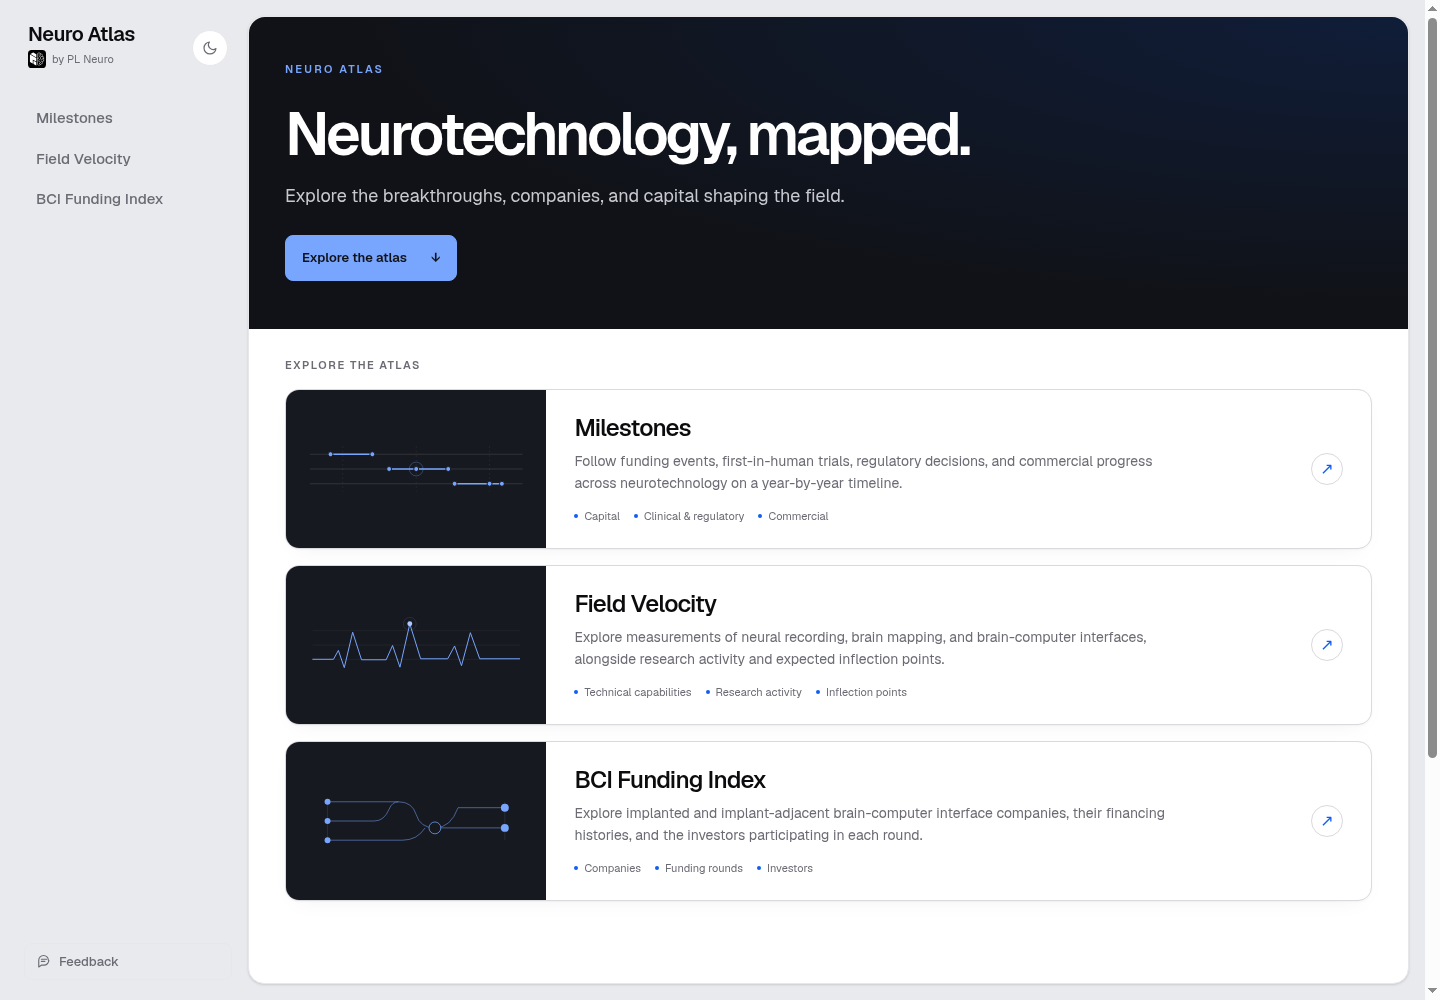 Neuro Atlas
by PL Neuro
Milestones
Field Velocity
BCI Funding Index
Feedback
NEURO ATLAS
Neurotechnology, mapped.
Explore the breakthroughs, companies, and capital shaping the field.
Explore the atlas ↓
EXPLORE THE ATLAS
Milestones
Follow funding events, first-in-human trials, regulatory decisions, and commercial progress
across neurotechnology on a year-by-year timeline.
Capital Clinical & regulatory Commercial
Field Velocity
Explore measurements of neural recording, brain mapping, and brain-computer interfaces,
alongside research activity and expected inflection points.
Technical capabilities Research activity Inflection points
BCI Funding Index
Explore implanted and implant-adjacent brain-computer interface companies, their financing
histories, and the investors participating in each round.
Companies Funding rounds Investors